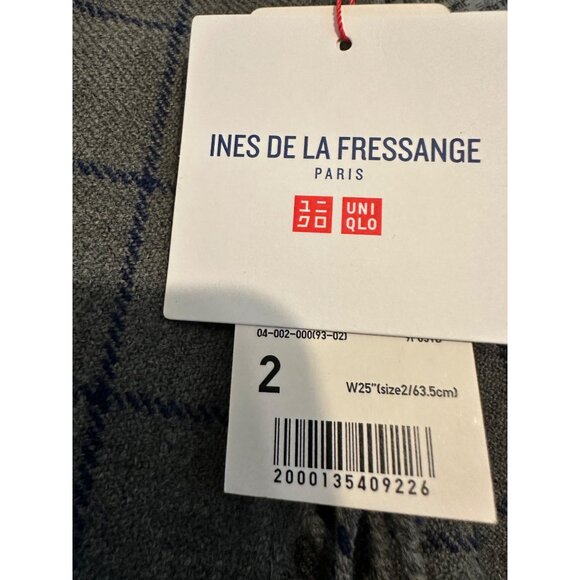 INES DE LA FRESSANGE
PARIS
ユニ
クロ
UNI
QLO
04-002-000(93-02)
2
W25"(size2/63.5cm)
2000135409226